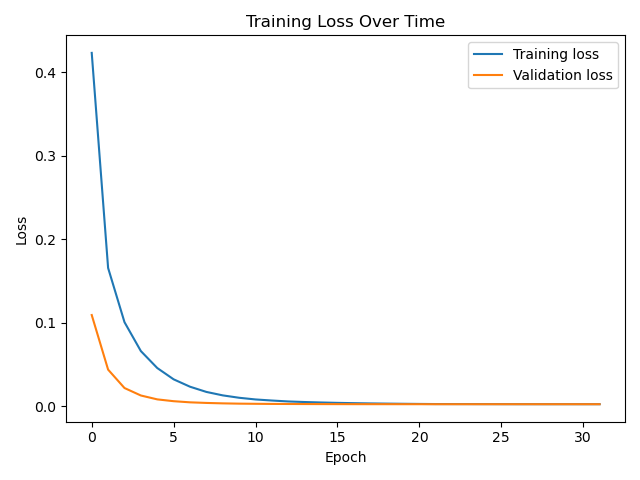 Training Loss Over Time
Training loss
Validation loss
Loss
0.4
0.3
0.2
0.1
0.0
0 5 10 15 20 25 30
Epoch